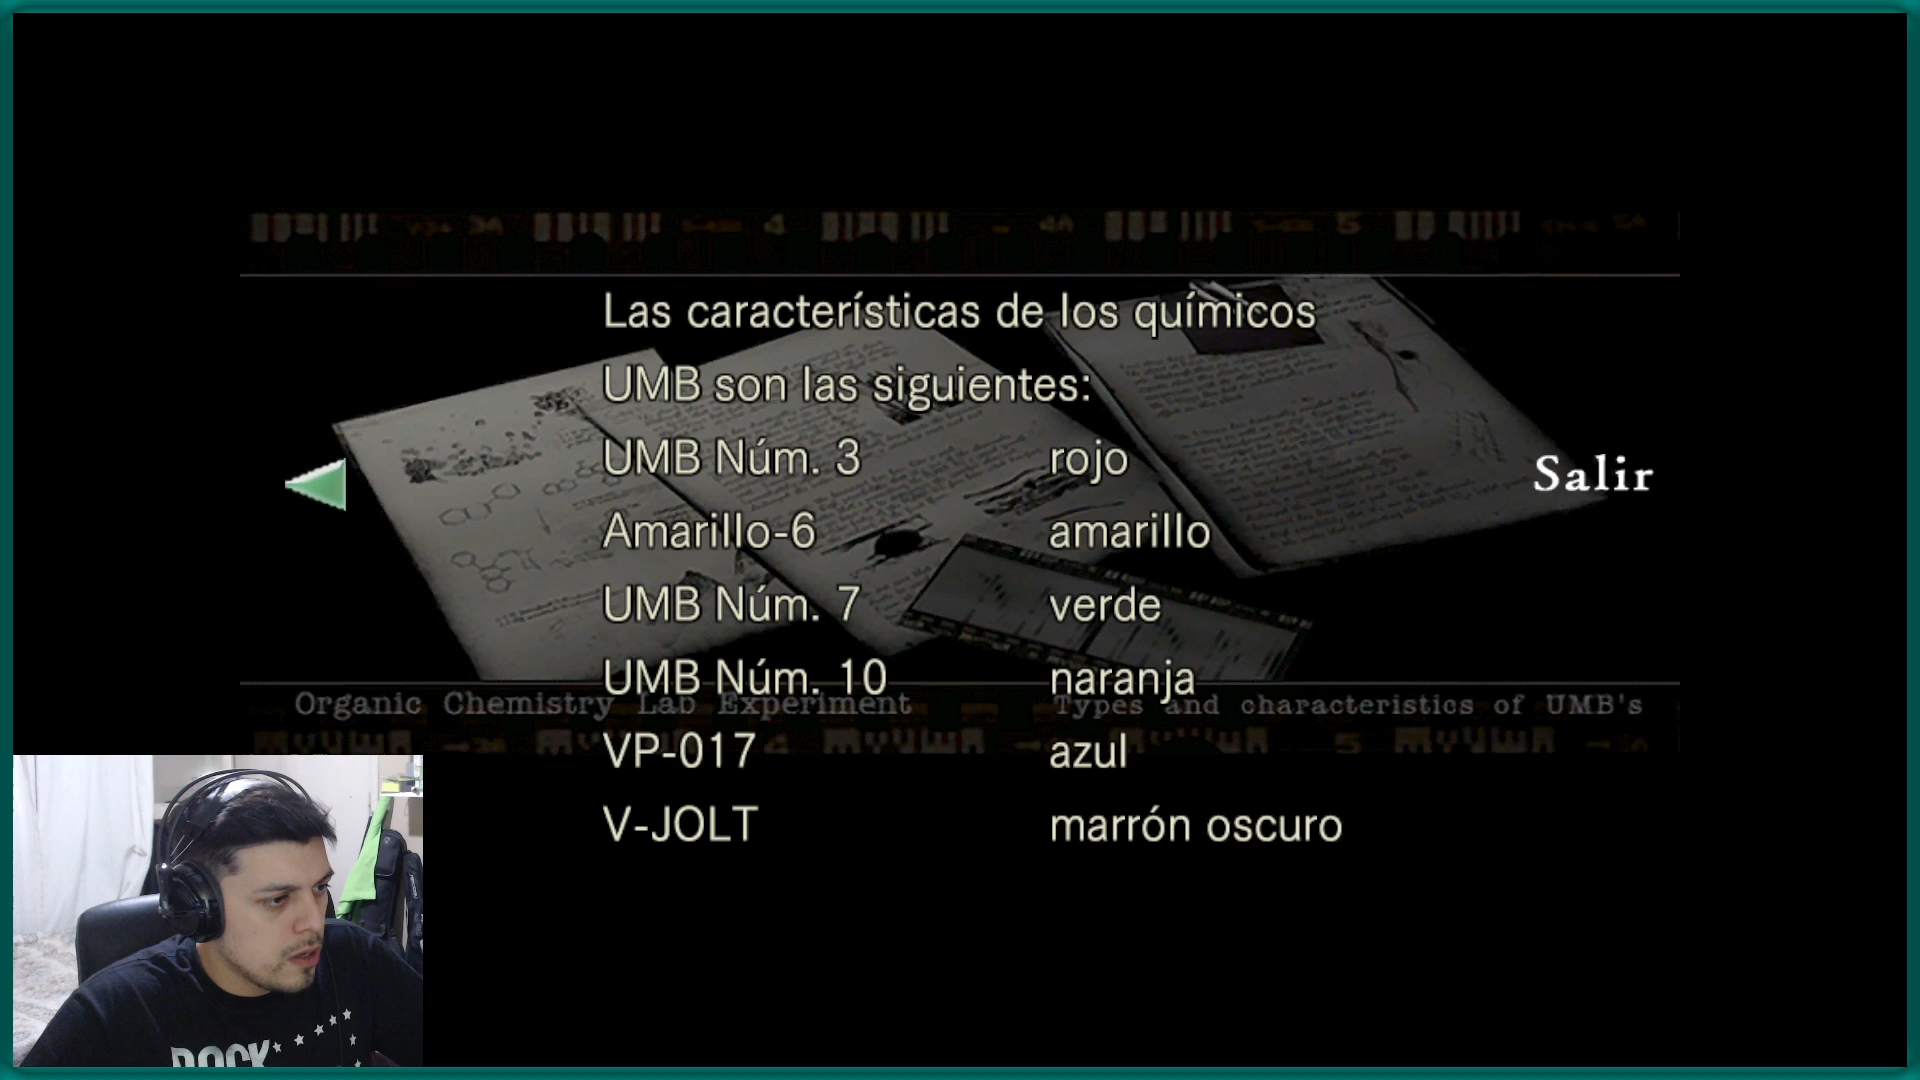 Las características de los químicos
UMB son las siguientes:
UMB Núm. 3 rojo
Salir
Amarillo-6 amarillo
UMB Núm. 7 verde
UMB Núm. 10 naranja
Organic Chemistry Lab Experiment Types and characteristics of UMB's
VP-017 azul
V-JOLT marrón oscuro
ROCK